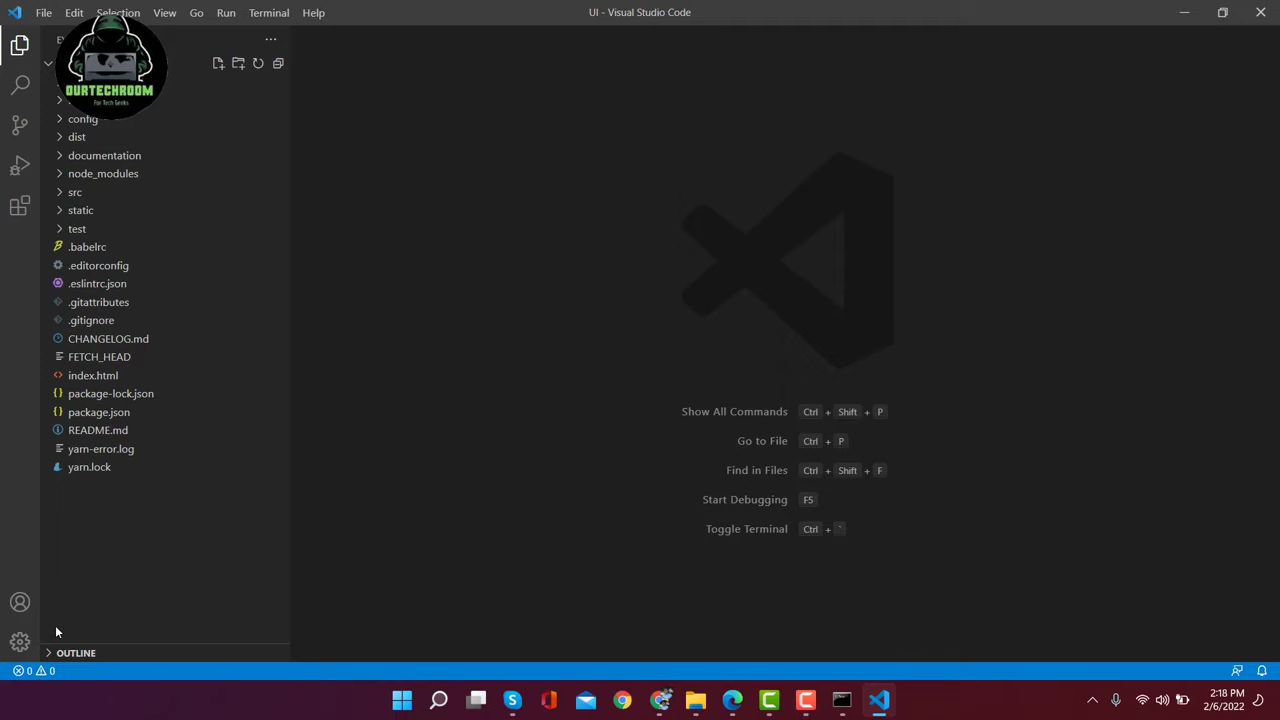 File Edit Selection View Go Run Terminal Help
UI - Visual Studio Code
OURTECHROOM
For Tech Geeks
config
dist
documentation
node_modules
src
static
test
.babelrc
.editorconfig
.eslintrc.json
.gitattributes
.gitignore
CHANGELOG.md
FETCH_HEAD
index.html
package-lock.json
package.json
README.md
yarn-error.log
yarn.lock
Show All Commands Ctrl + Shift + P
Go to File Ctrl + P
Find in Files Ctrl + Shift + F
Start Debugging F5
Toggle Terminal Ctrl + `
OUTLINE
0 0
2:18 PM
2/6/2022